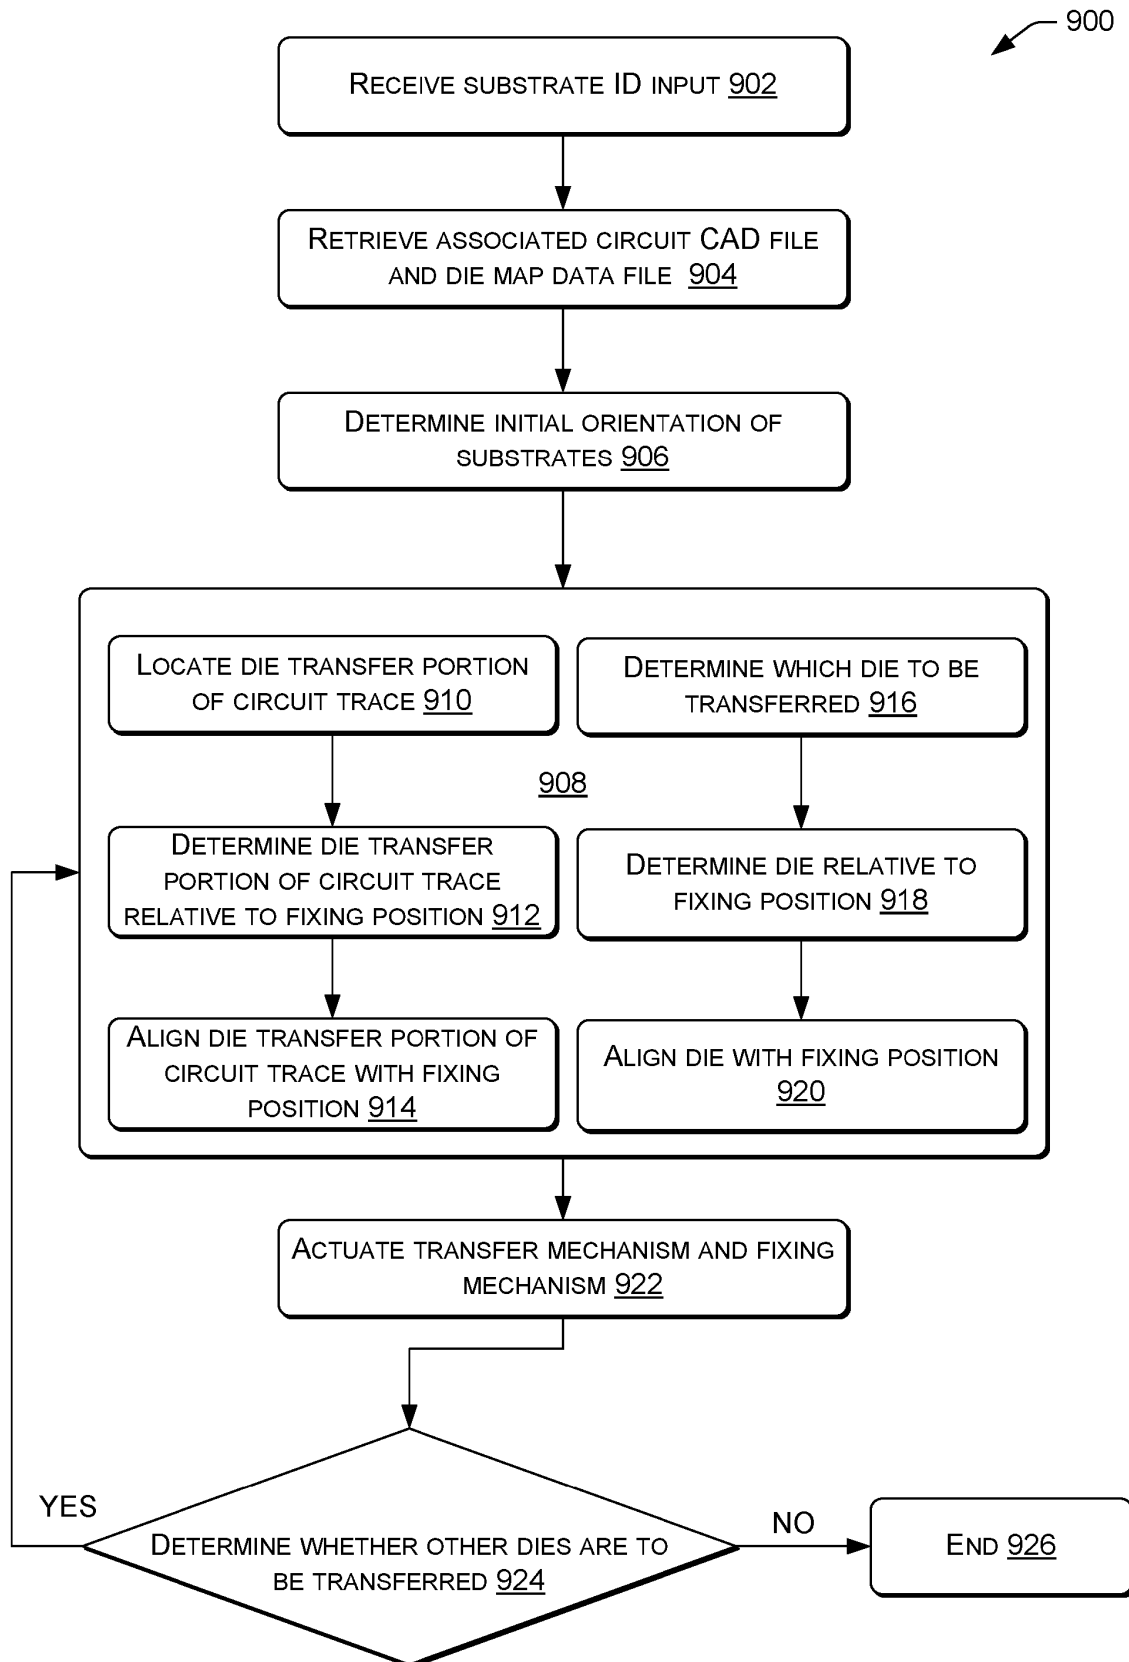 900
RECEIVE SUBSTRATE ID INPUT 902
RETRIEVE ASSOCIATED CIRCUIT CAD FILE
AND DIE MAP DATA FILE 904
DETERMINE INITIAL ORIENTATION OF
SUBSTRATES 906
LOCATE DIE TRANSFER PORTION
OF CIRCUIT TRACE 910
DETERMINE WHICH DIE TO BE
TRANSFERRED 916
908
DETERMINE DIE TRANSFER
PORTION OF CIRCUIT TRACE
RELATIVE TO FIXING POSITION 912
DETERMINE DIE RELATIVE TO
FIXING POSITION 918
ALIGN DIE TRANSFER PORTION OF
CIRCUIT TRACE WITH FIXING
POSITION 914
ALIGN DIE WITH FIXING POSITION
920
ACTUATE TRANSFER MECHANISM AND FIXING
MECHANISM 922
YES
DETERMINE WHETHER OTHER DIES ARE TO
BE TRANSFERRED 924
NO
END 926